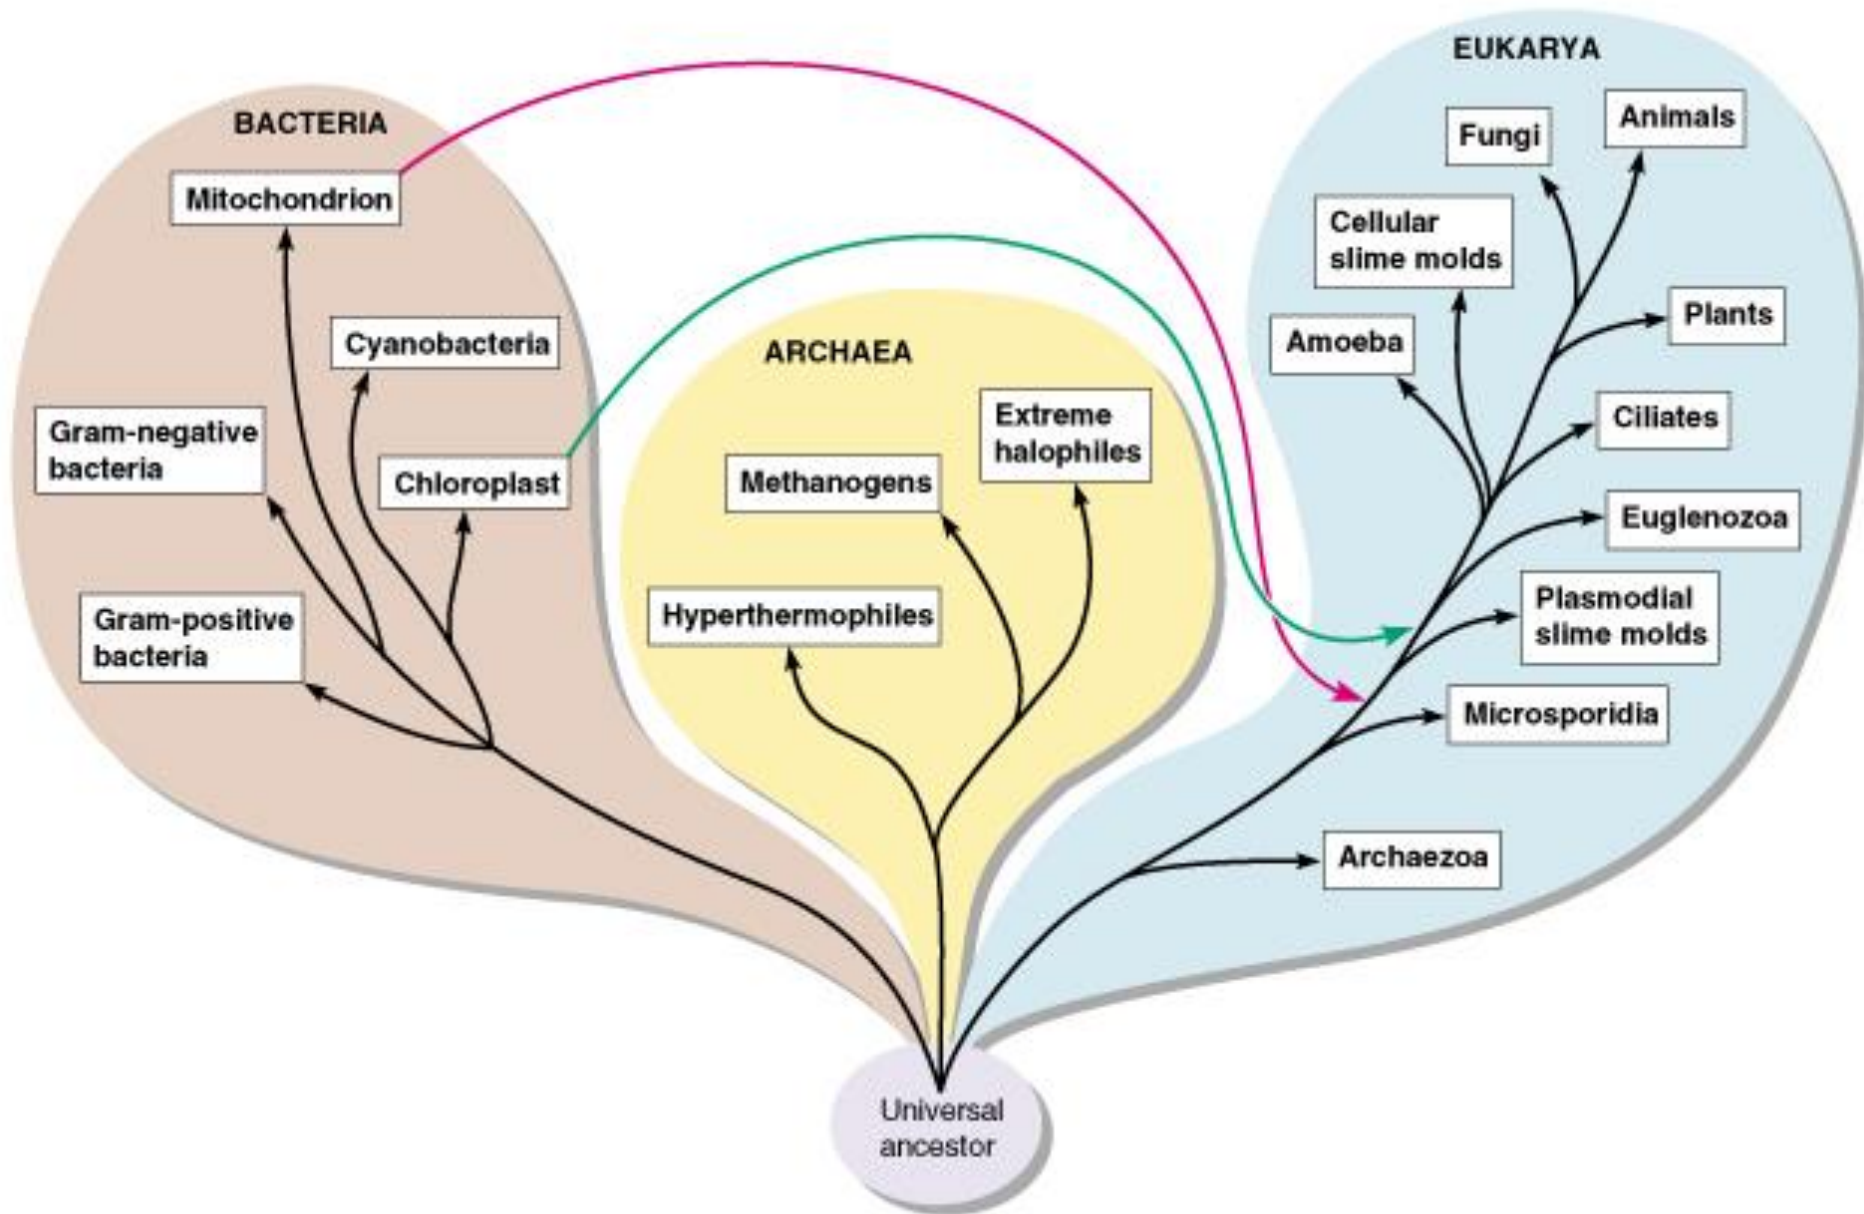 BACTERIA
Mitochondrion
Cyanobacteria
Gram-negative
bacteria
Chloroplast
Gram-positive
bacteria
ARCHAEA
Extreme
halophiles
Methanogens
Hyperthermophiles
EUKARYA
Animals
Fungi
Cellular
slime molds
Plants
Amoeba
Ciliates
Euglenozoa
Plasmodial
slime molds
Microsporidia
Archaezoa
Universal
ancestor